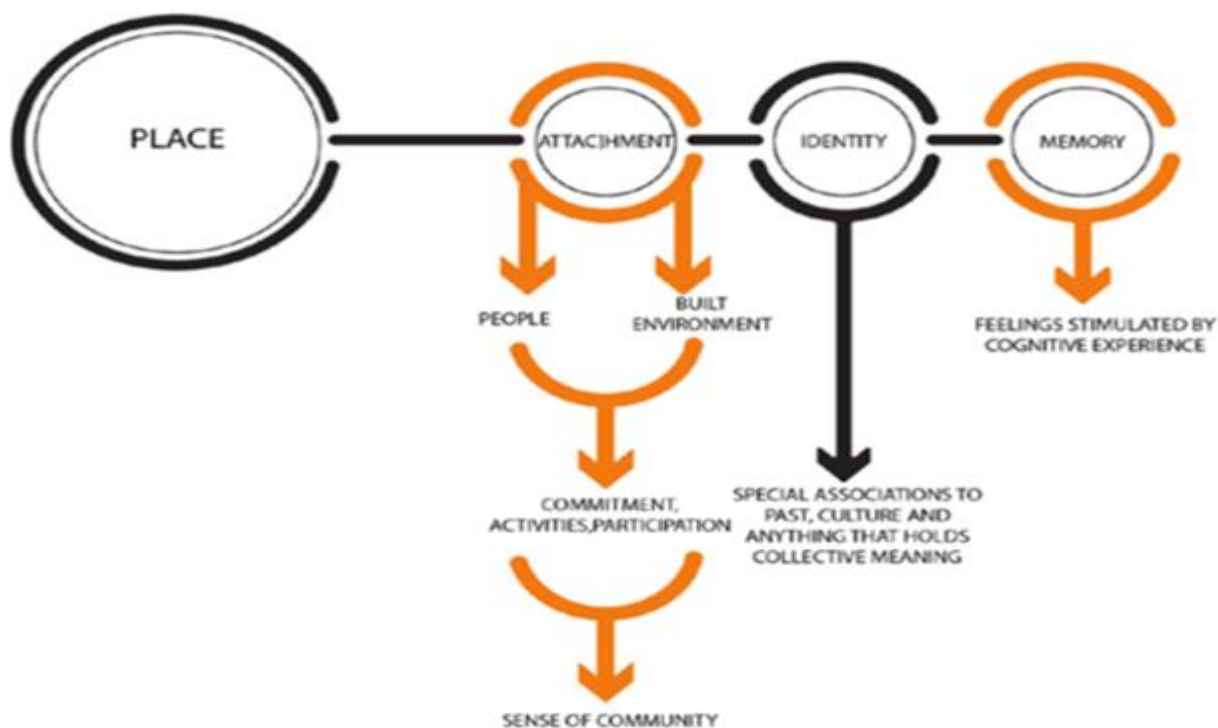 PLACE
ATTACHMENT
IDENTITY
MEMORY
PEOPLE
BUILT
ENVIRONMENT
FEELINGS STIMULATED BY
COGNITIVE EXPERIENCE
COMMITMENT,
ACTIVITIES,PARTICIPATION
SPECIAL ASSOCIATIONS TO
PAST, CULTURE AND
ANYTHING THAT HOLDS
COLLECTIVE MEANING
SENSE OF COMMUNITY